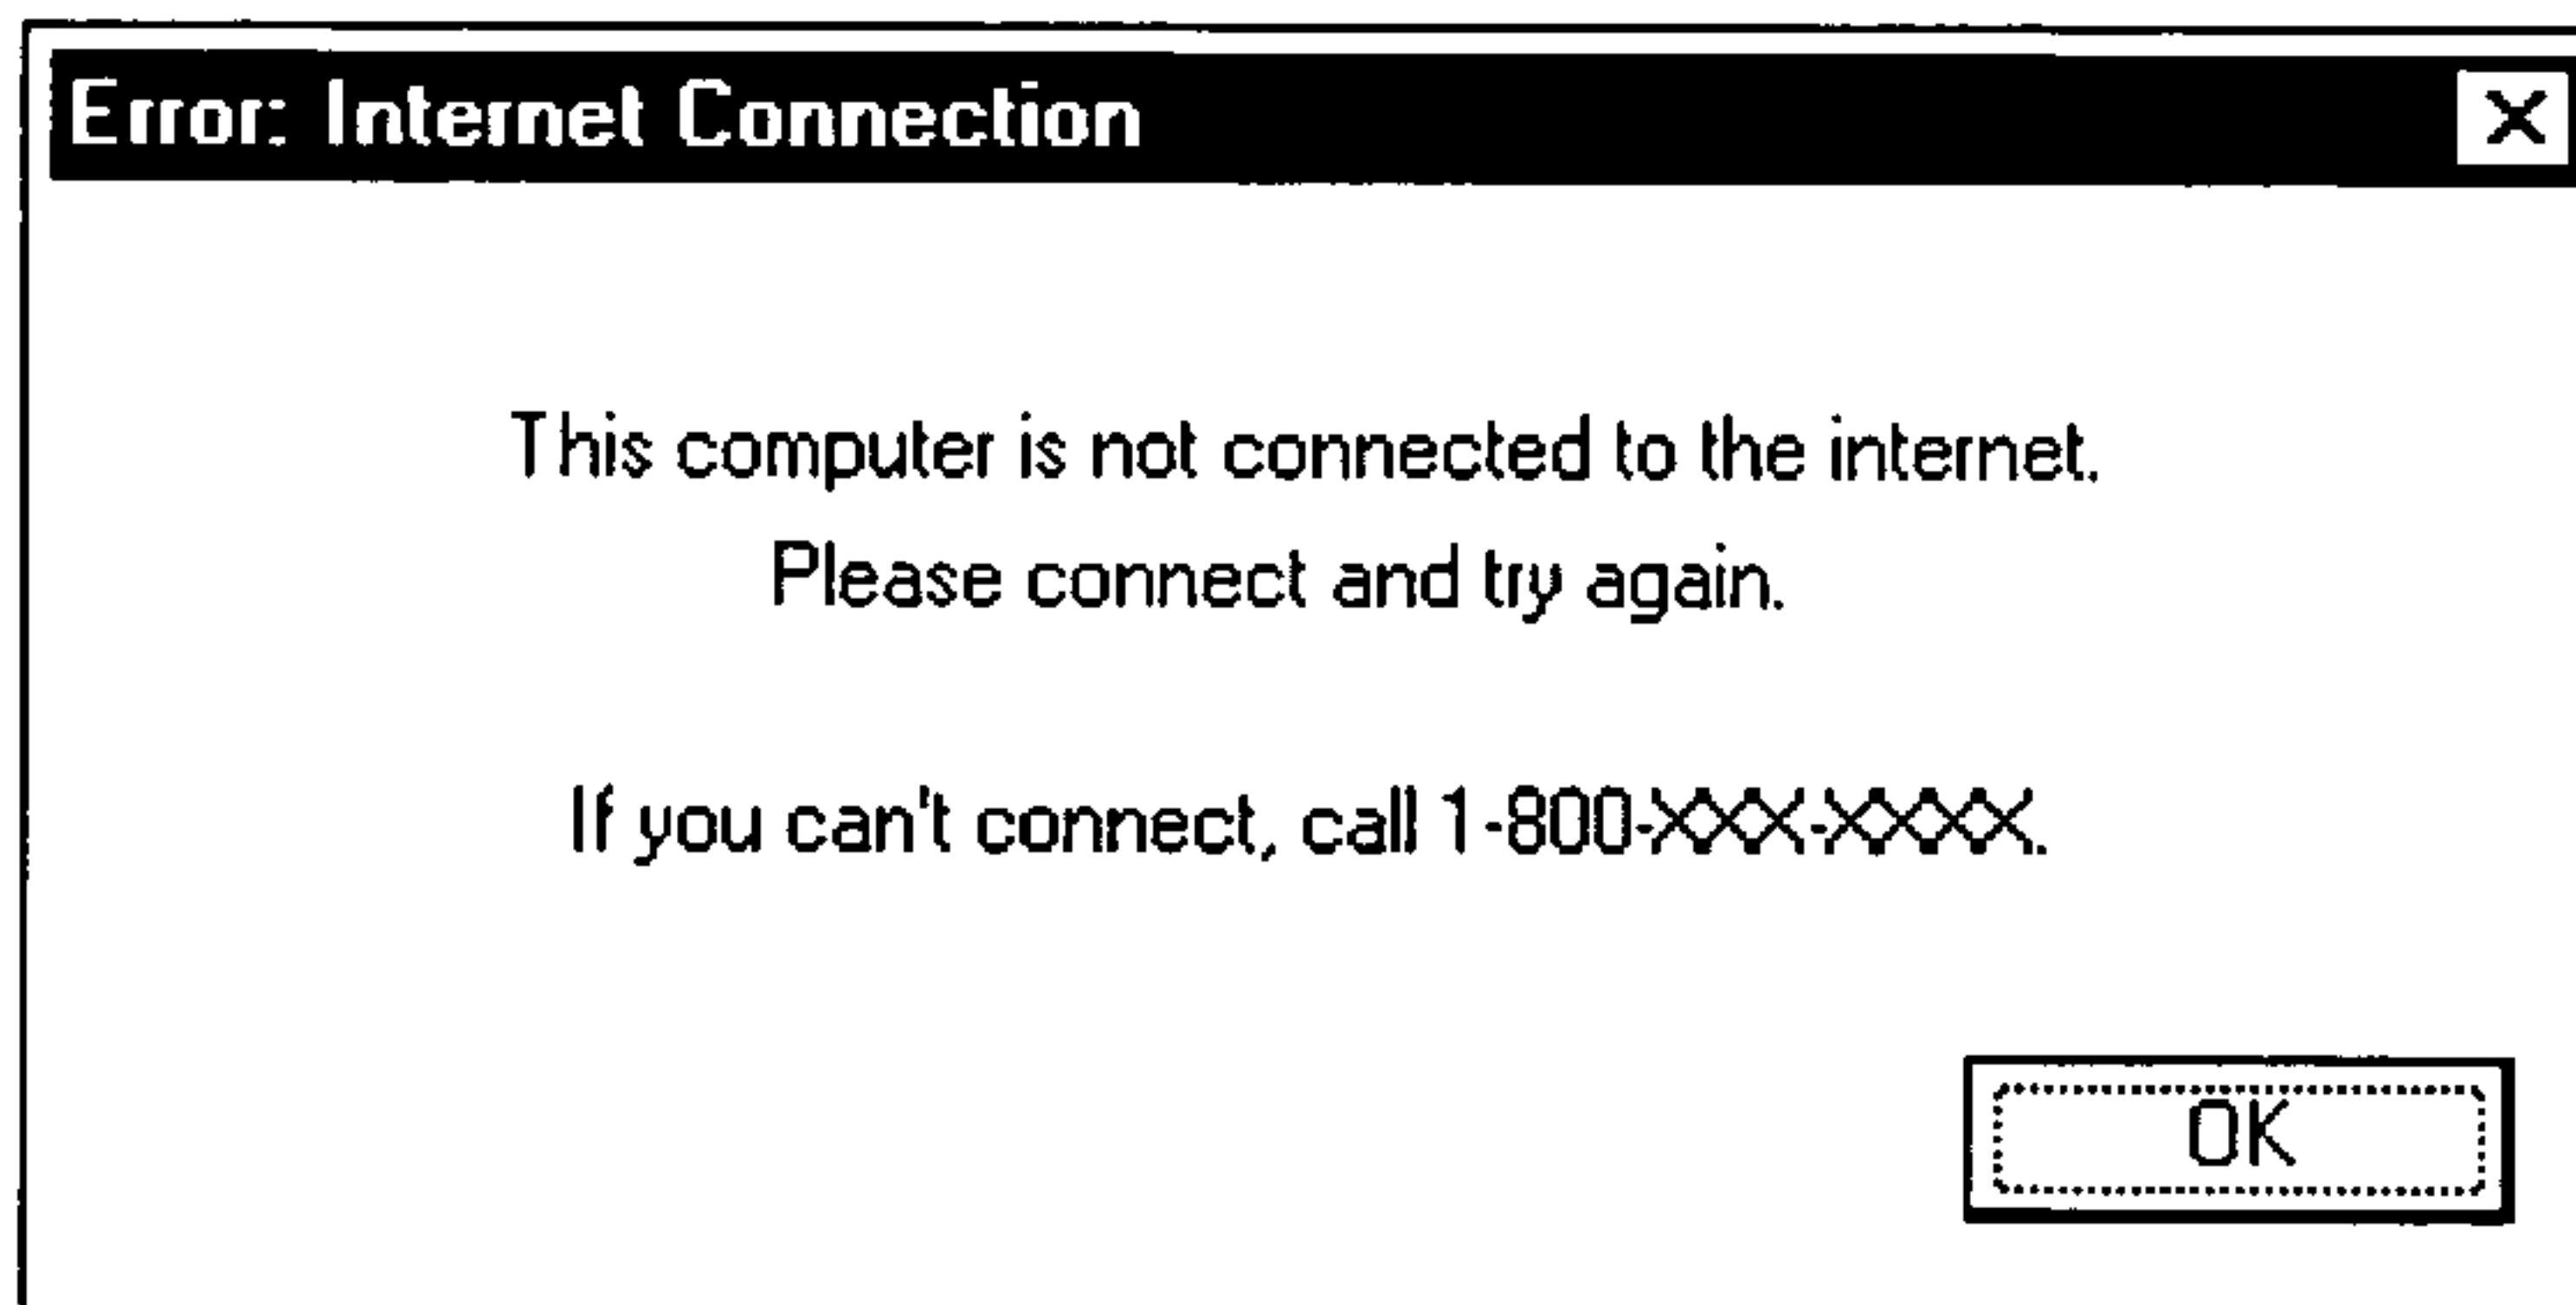 Error: Internet Connection
This computer is not connected to the internet.
Please connect and try again.
If you can't connect, call 1-800-XXX-XXXX.
OK